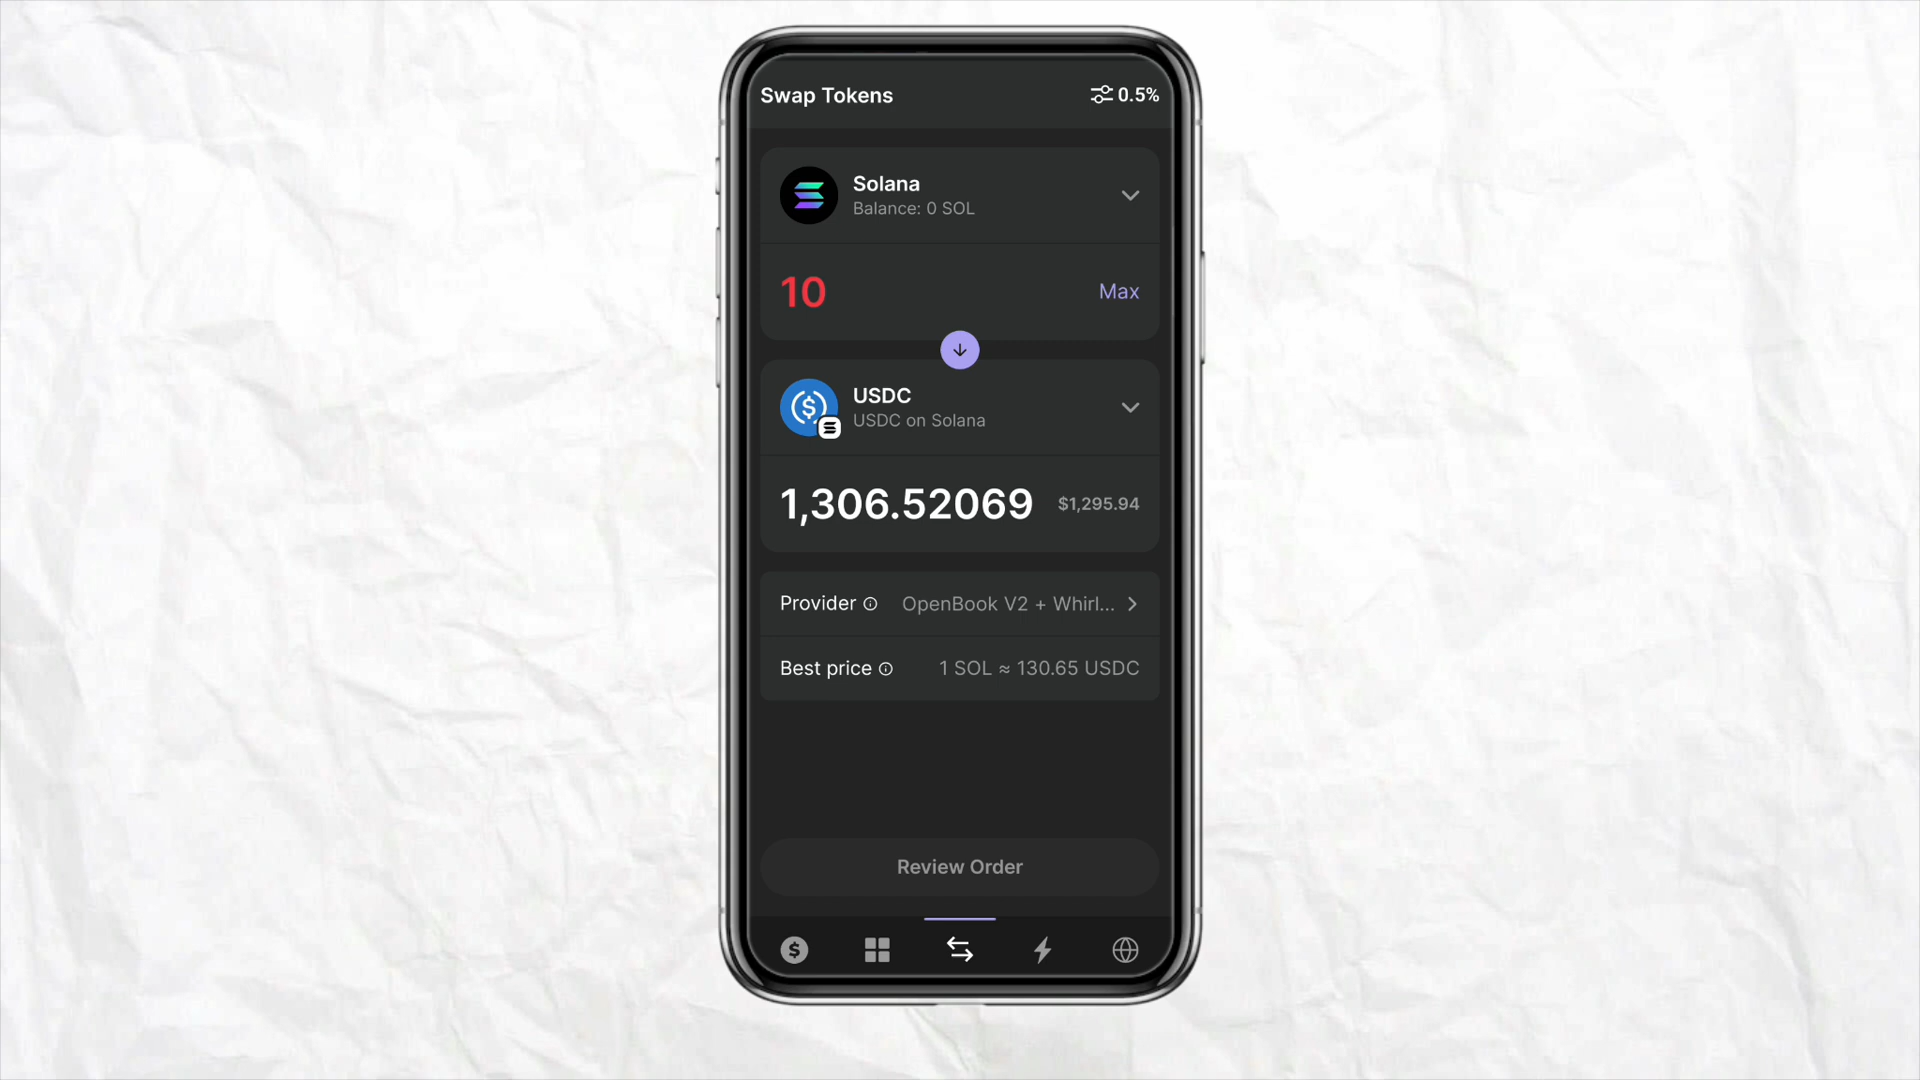 Swap Tokens
0.5%
Solana
Balance: 0 SOL
10
Max
USDC
USDC on Solana
1,306.52069
$1,295.94
Provider
OpenBook V2 + Whirl...
Best price
1 SOL ≈ 130.65 USDC
Review Order